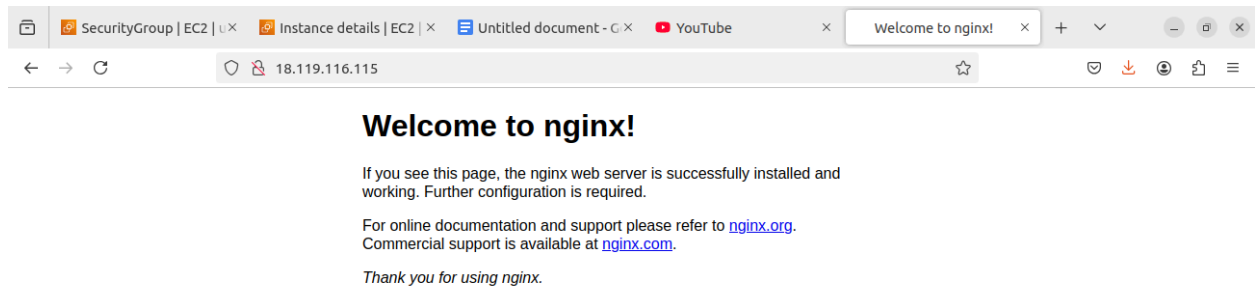 SecurityGroup | EC2 | u
Instance details | EC2 |
Untitled document - G
YouTube
Welcome to nginx!
18.119.116.115
Welcome to nginx!
If you see this page, the nginx web server is successfully installed and
working. Further configuration is required.
For online documentation and support please refer to nginx.org.
Commercial support is available at nginx.com.
Thank you for using nginx.